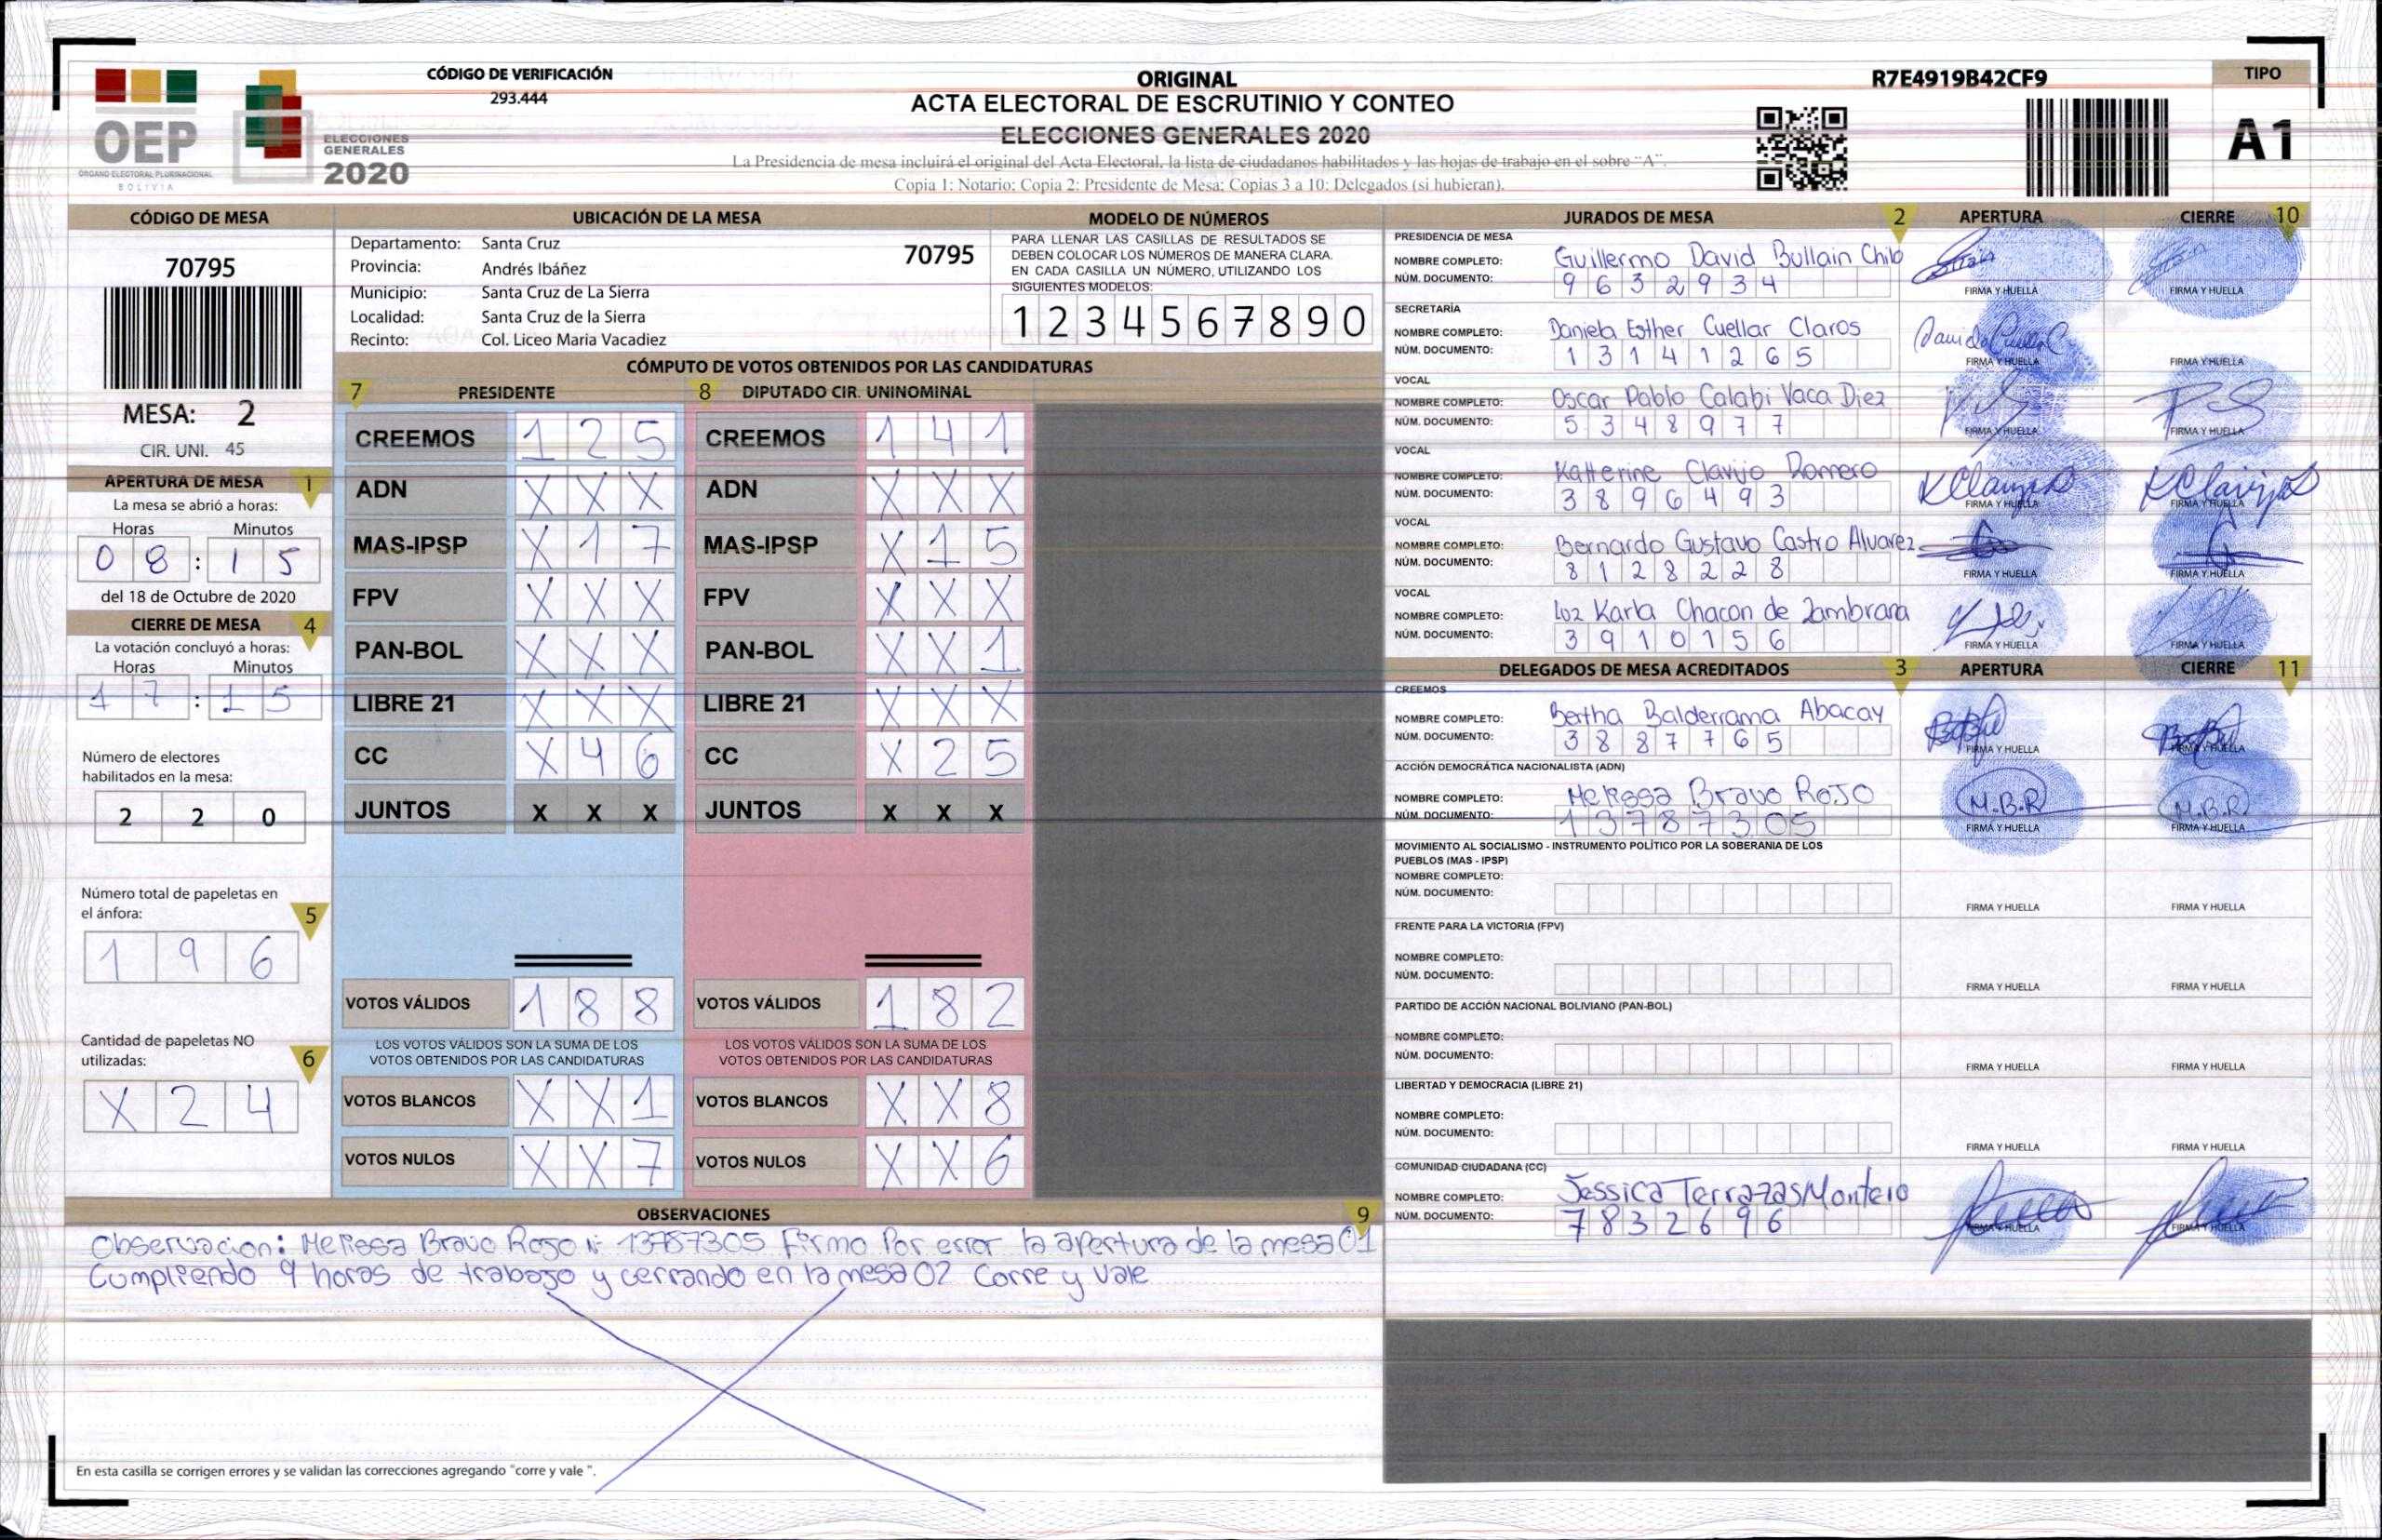 CÓDIGO DE VERIFICACIÓN
293.444
OEP
ÓRGANO ELECTORAL PLURINACIONAL
BOLIVIA
ELECCIONES
GENERALES
2020
ORIGINAL
ACTA ELECTORAL DE ESCRUTINIO Y CONTEO
ELECCIONES GENERALES 2020
La Presidencia de mesa incluirá el original del Acta Electoral, la lista de ciudadanos habilitados y las hojas de trabajo en el sobre "A".
Copia 1: Notario; Copia 2: Presidente de Mesa; Copias 3 a 10: Delegados (si hubieran).
R7E4919B42CF9
TIPO
A1
CÓDIGO DE MESA
70795
MESA: 2
CIR. UNI. 45
APERTURA DE MESA 1
La mesa se abrió a horas:
Horas Minutos
0 8 : 1 5
del 18 de Octubre de 2020
CIERRE DE MESA 4
La votación concluyó a horas:
Horas Minutos
1 7 : 1 5
Número de electores
habilitados en la mesa:
2 2 0
Número total de papeletas en
el ánfora: 5
1 9 6
Cantidad de papeletas NO
utilizadas: 6
X 2 4
UBICACIÓN DE LA MESA
Departamento: Santa Cruz 70795
Provincia: Andrés Ibáñez
Municipio: Santa Cruz de La Sierra
Localidad: Santa Cruz de la Sierra
Recinto: Col. Liceo Maria Vacadiez
MODELO DE NÚMEROS
PARA LLENAR LAS CASILLAS DE RESULTADOS SE
DEBEN COLOCAR LOS NÚMEROS DE MANERA CLARA.
EN CADA CASILLA UN NÚMERO, UTILIZANDO LOS
SIGUIENTES MODELOS:
1 2 3 4 5 6 7 8 9 0
CÓMPUTO DE VOTOS OBTENIDOS POR LAS CANDIDATURAS
7 PRESIDENTE 8 DIPUTADO CIR. UNINOMINAL
CREEMOS 1 2 5 CREEMOS 1 4 1
ADN X X X ADN X X X
MAS-IPSP X 1 7 MAS-IPSP X 1 5
FPV X X X FPV X X X
PAN-BOL X X X PAN-BOL X X 1
LIBRE 21 X X X LIBRE 21 X X X
CC X 4 6 CC X 2 5
JUNTOS X X X JUNTOS X X X
VOTOS VÁLIDOS 1 8 8 VOTOS VÁLIDOS 1 8 2
LOS VOTOS VÁLIDOS SON LA SUMA DE LOS LOS VOTOS VÁLIDOS SON LA SUMA DE LOS
VOTOS OBTENIDOS POR LAS CANDIDATURAS VOTOS OBTENIDOS POR LAS CANDIDATURAS
VOTOS BLANCOS X X 1 VOTOS BLANCOS X X 8
VOTOS NULOS X X 7 VOTOS NULOS X X 6
OBSERVACIONES 9
Observacion: Melissa Bravo Rojo N° 13787305 Firmo Por error la apertura de la mesa 01
Cumpliendo 9 horas de trabajo y cerrando en la mesa 02 Corre y vale
En esta casilla se corrigen errores y se validan las correcciones agregando "corre y vale ".
JURADOS DE MESA 2 APERTURA CIERRE 10
PRESIDENCIA DE MESA
NOMBRE COMPLETO: Guillermo David Bullain Chilo
NÚM. DOCUMENTO: 9 6 3 2 9 3 4 FIRMA Y HUELLA FIRMA Y HUELLA
SECRETARÍA
NOMBRE COMPLETO: Daniela Esther Cuellar Claros
NÚM. DOCUMENTO: 1 3 1 4 1 2 6 5 FIRMA Y HUELLA FIRMA Y HUELLA
VOCAL
NOMBRE COMPLETO: Oscar Pablo Calabi Vaca Diez
NÚM. DOCUMENTO: 5 3 4 8 9 7 7 FIRMA Y HUELLA FIRMA Y HUELLA
VOCAL
NOMBRE COMPLETO: Katterine Clavijo Romero
NÚM. DOCUMENTO: 3 8 9 6 4 9 3 FIRMA Y HUELLA FIRMA Y HUELLA
VOCAL
NOMBRE COMPLETO: Bernardo Gustavo Castro Alvarez
NÚM. DOCUMENTO: 8 1 2 8 2 2 8 FIRMA Y HUELLA FIRMA Y HUELLA
VOCAL
NOMBRE COMPLETO: Luz Karla Chacon de Zambrana
NÚM. DOCUMENTO: 3 9 1 0 1 5 6 FIRMA Y HUELLA FIRMA Y HUELLA
DELEGADOS DE MESA ACREDITADOS 3 APERTURA CIERRE 11
CREEMOS
NOMBRE COMPLETO: Bertha Balderrama Abacay
NÚM. DOCUMENTO: 3 8 8 7 7 6 5 FIRMA Y HUELLA FIRMA Y HUELLA
ACCIÓN DEMOCRÁTICA NACIONALISTA (ADN)
NOMBRE COMPLETO: Melissa Bravo Rojo M.B.R M.B.R
NÚM. DOCUMENTO: 1 3 7 8 7 3 0 5 FIRMA Y HUELLA FIRMA Y HUELLA
MOVIMIENTO AL SOCIALISMO - INSTRUMENTO POLÍTICO POR LA SOBERANIA DE LOS
PUEBLOS (MAS - IPSP)
NOMBRE COMPLETO:
NÚM. DOCUMENTO: FIRMA Y HUELLA FIRMA Y HUELLA
FRENTE PARA LA VICTORIA (FPV)
NOMBRE COMPLETO:
NÚM. DOCUMENTO: FIRMA Y HUELLA FIRMA Y HUELLA
PARTIDO DE ACCIÓN NACIONAL BOLIVIANO (PAN-BOL)
NOMBRE COMPLETO:
NÚM. DOCUMENTO: FIRMA Y HUELLA FIRMA Y HUELLA
LIBERTAD Y DEMOCRACIA (LIBRE 21)
NOMBRE COMPLETO:
NÚM. DOCUMENTO: FIRMA Y HUELLA FIRMA Y HUELLA
COMUNIDAD CIUDADANA (CC)
NOMBRE COMPLETO: Jessica Terrazas Montero
NÚM. DOCUMENTO: 7 8 3 2 6 9 6 FIRMA Y HUELLA FIRMA Y HUELLA